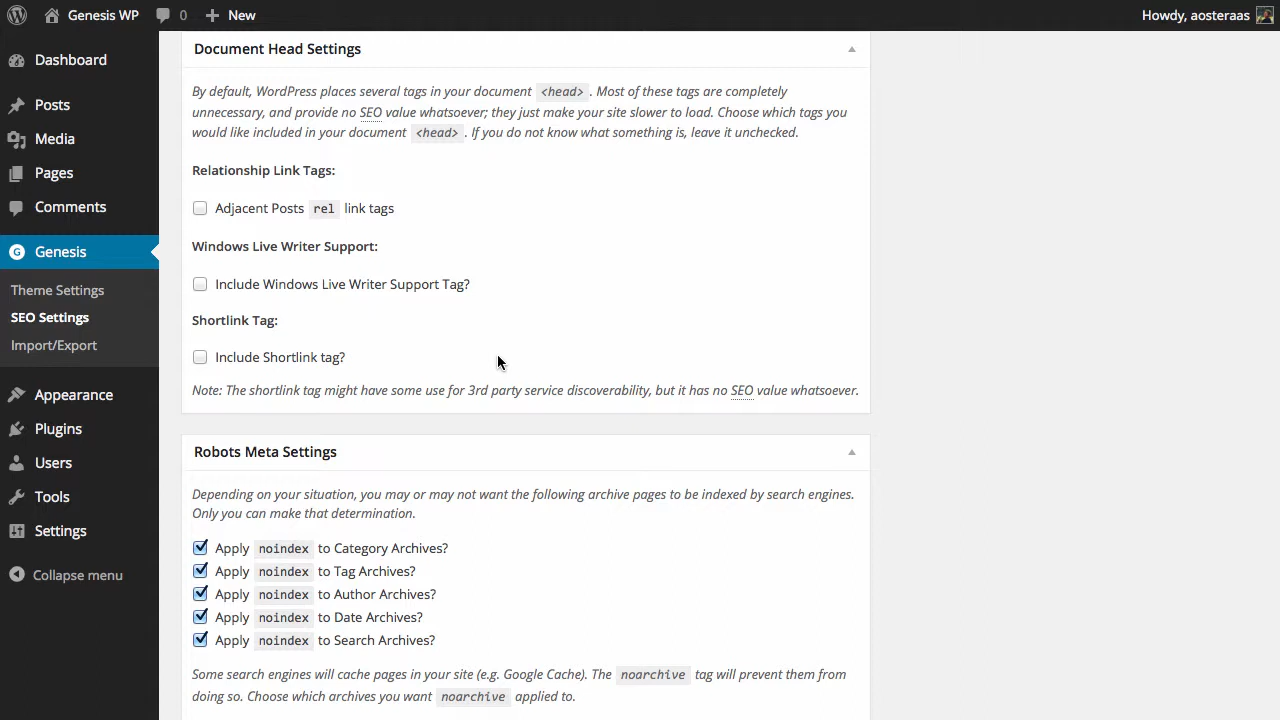 Genesis WP 0 New Howdy, aosteraas
Dashboard
Posts
Media
Pages
Comments
Genesis
Theme Settings
SEO Settings
Import/Export
Appearance
Plugins
Users
Tools
Settings
Collapse menu
Document Head Settings
By default, WordPress places several tags in your document <head>. Most of these tags are completely
unnecessary, and provide no SEO value whatsoever; they just make your site slower to load. Choose which tags you
would like included in your document <head>. If you do not know what something is, leave it unchecked.
Relationship Link Tags:
Adjacent Posts rel link tags
Windows Live Writer Support:
Include Windows Live Writer Support Tag?
Shortlink Tag:
Include Shortlink tag?
Note: The shortlink tag might have some use for 3rd party service discoverability, but it has no SEO value whatsoever.
Robots Meta Settings
Depending on your situation, you may or may not want the following archive pages to be indexed by search engines.
Only you can make that determination.
Apply noindex to Category Archives?
Apply noindex to Tag Archives?
Apply noindex to Author Archives?
Apply noindex to Date Archives?
Apply noindex to Search Archives?
Some search engines will cache pages in your site (e.g. Google Cache). The noarchive tag will prevent them from
doing so. Choose which archives you want noarchive applied to.